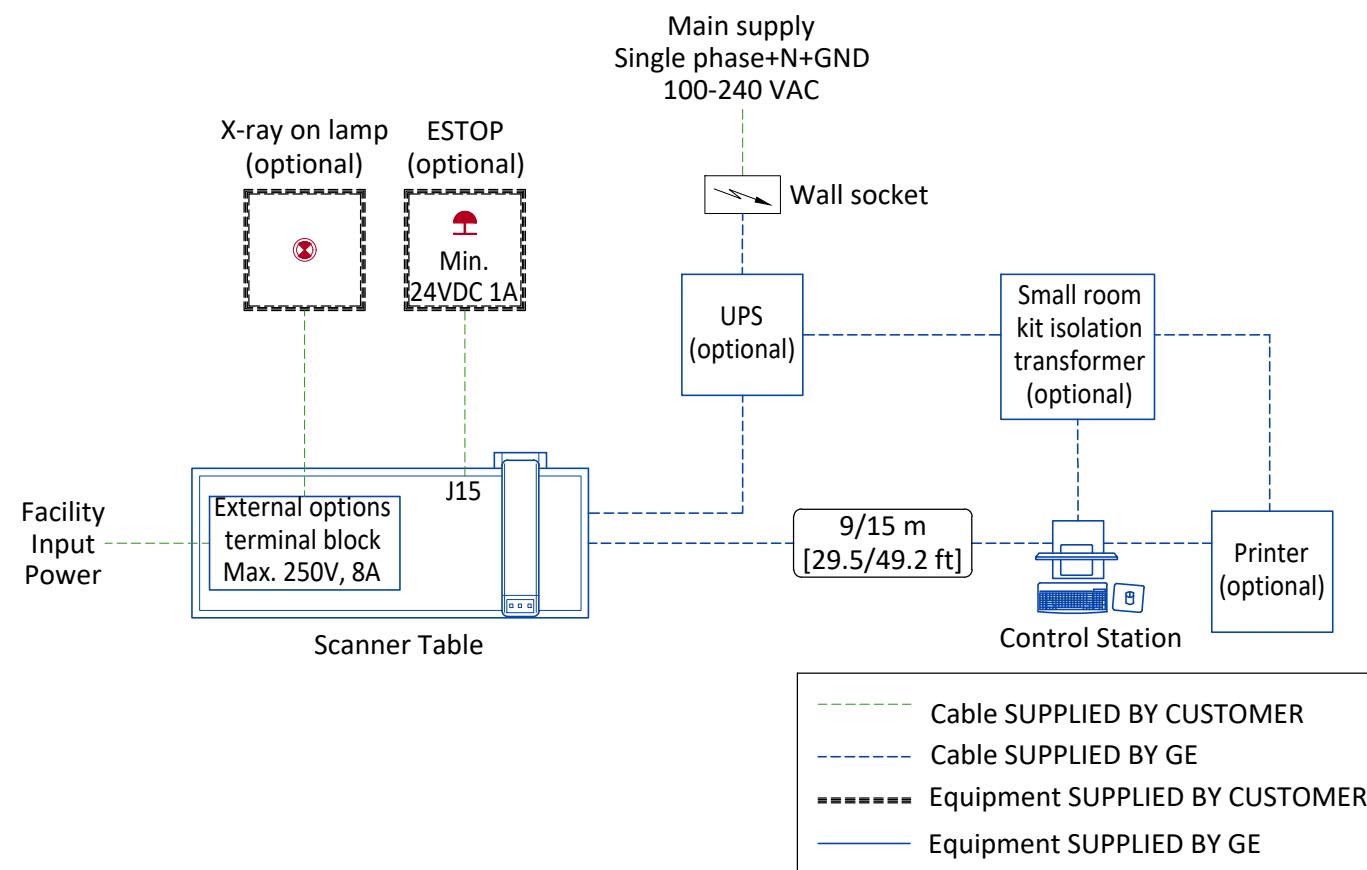 Main supply
Single phase+N+GND
100-240 VAC
X-ray on lamp
(optional)
ESTOP
(optional)
Wall socket
Min.
24VDC 1A
UPS
(optional)
Small room
kit isolation
transformer
(optional)
J15
Facility
Input
Power
External options
terminal block
Max. 250V, 8A
9/15 m
[29.5/49.2 ft]
Printer
(optional)
Scanner Table
Control Station
Cable SUPPLIED BY CUSTOMER
Cable SUPPLIED BY GE
Equipment SUPPLIED BY CUSTOMER
Equipment SUPPLIED BY GE